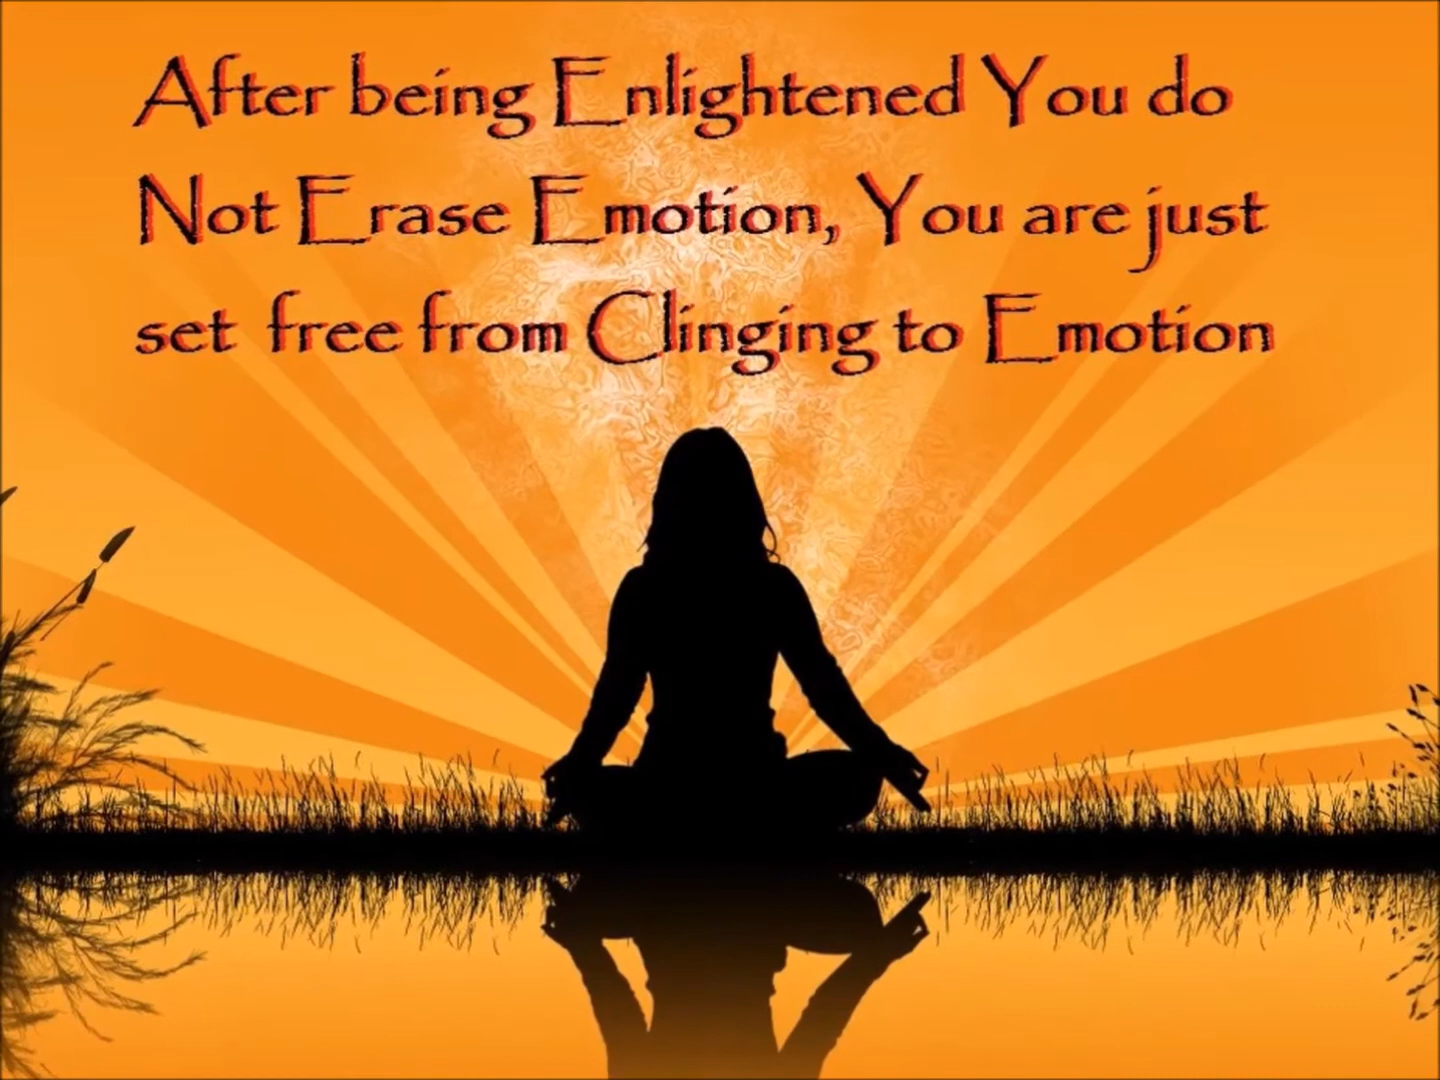 After being Enlightened You do
Not Erase Emotion, You are just
set free from Clinging to Emotion